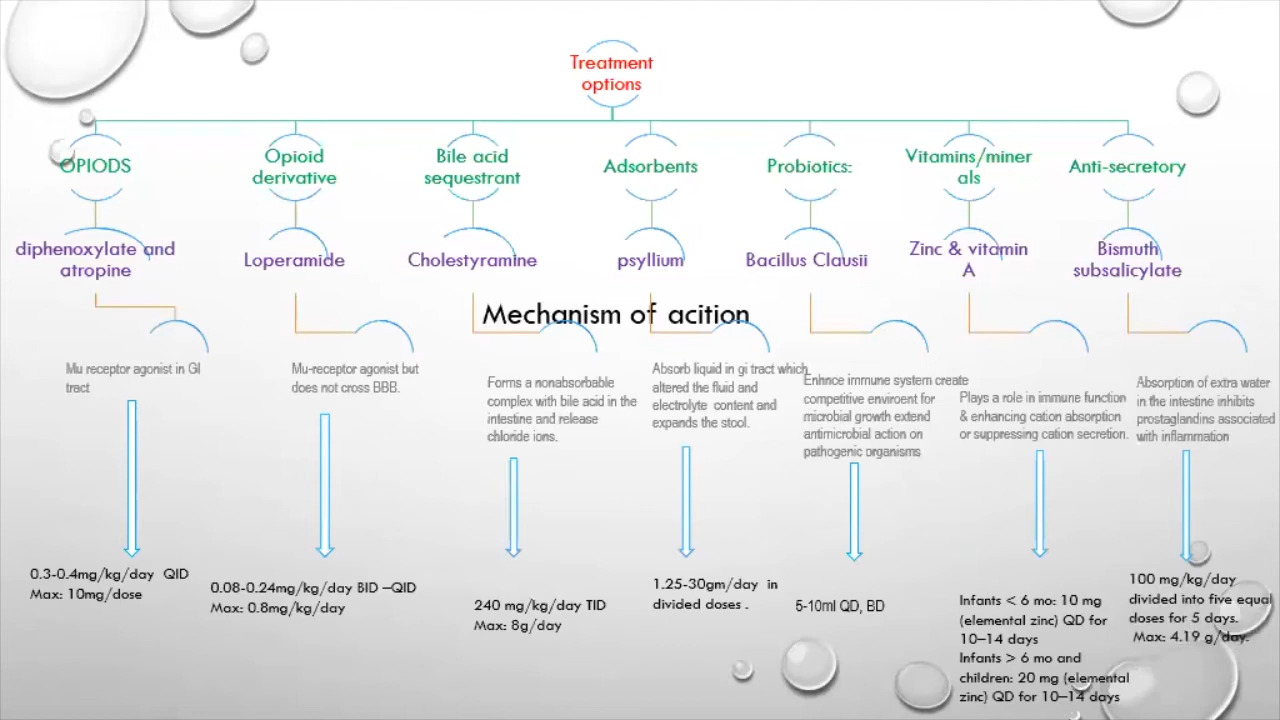 Treatment
options
OPIODS
Opioid
derivative
Bile acid
sequestrant
Adsorbents
Probiotics:
Vitamins/miner
als
Anti-secretory
diphenoxylate and
atropine
Loperamide
Cholestyramine
psyllium
Bacillus Clausii
Zinc & vitamin
A
Bismuth
subsalicylate
Mechanism of acition
Mu receptor agonist in GI
tract
Mu-receptor agonist but
does not cross BBB.
Forms a nonabsorbable
complex with bile acid in the
intestine and release
chloride ions.
Absorb liquid in gi tract which
altered the fluid and
electrolyte content and
expands the stool.
Enhnce immune system create
competitive enviroent for
microbial growth extend
antimicrobial action on
pathogenic organisms
Plays a role in immune function
& enhancing cation absorption
or suppressing cation secretion.
Absorption of extra water
in the intestine inhibits
prostaglandins associated
with inflammation
0.3-0.4mg/kg/day QID
Max: 10mg/dose
0.08-0.24mg/kg/day BID –QID
Max: 0.8mg/kg/day
240 mg/kg/day TID
Max: 8g/day
1.25-30gm/day in
divided doses .
5-10ml QD, BD
Infants < 6 mo: 10 mg
(elemental zinc) QD for
10–14 days
Infants > 6 mo and
children: 20 mg (elemental
zinc) QD for 10–14 days
100 mg/kg/day
divided into five equal
doses for 5 days.
Max: 4.19 g/day.